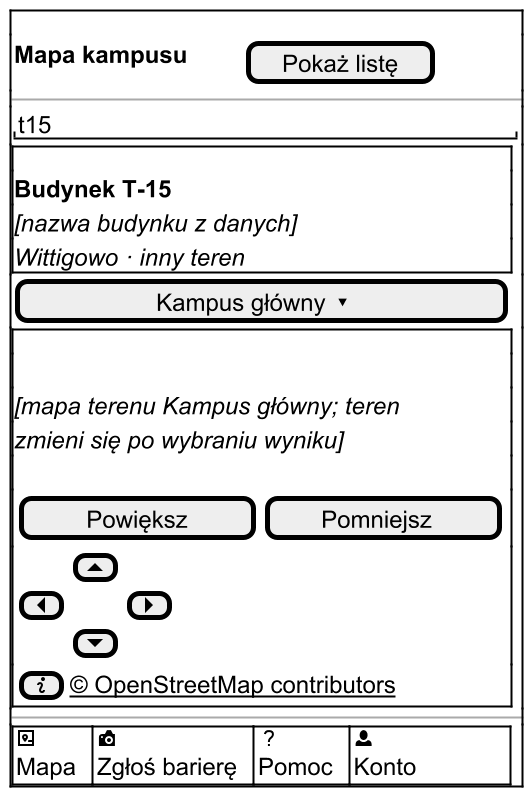 Mapa kampusu
Pokaż listę
t15
Budynek T-15
[nazwa budynku z danych]
Wittigowo · inny teren
Kampus główny ▾
[mapa terenu Kampus główny; teren
zmieni się po wybraniu wyniku]
Powiększ
Pomniejsz
i © OpenStreetMap contributors
?
Mapa
Zgłoś barierę
Pomoc
Konto